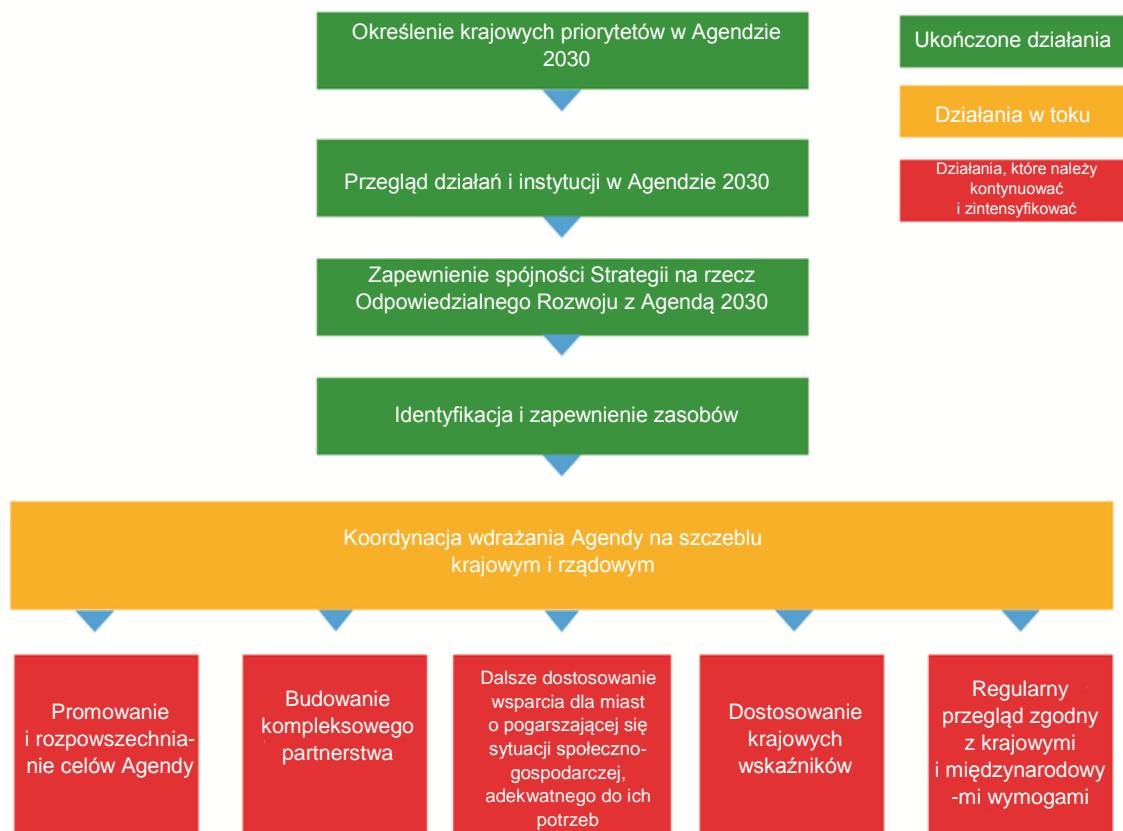 Określenie krajowych priorytetów w Agendzie
2030
Ukończone działania
Działania w toku
Działania, które należy
kontynuować
i zintensyfikować
Przegląd działań i instytucji w Agendzie 2030
Zapewnienie spójności Strategii na rzecz
Odpowiedzialnego Rozwoju z Agendą 2030
Identyfikacja i zapewnienie zasobów
Koordynacja wdrażania Agendy na szczeblu
krajowym i rządowym
Promowanie
i rozpowszechnia-
nie celów Agendy
Budowanie
kompleksowego
partnerstwa
Dalsze dostosowanie
wsparcia dla miast
o pogarszającej się
sytuacji społeczno-
gospodarczej,
adekwatnego do ich
potrzeb
Dostosowanie
krajowych
wskaźników
Regularny
przegląd zgodny
z krajowymi
i międzynarodowy
-mi wymogami